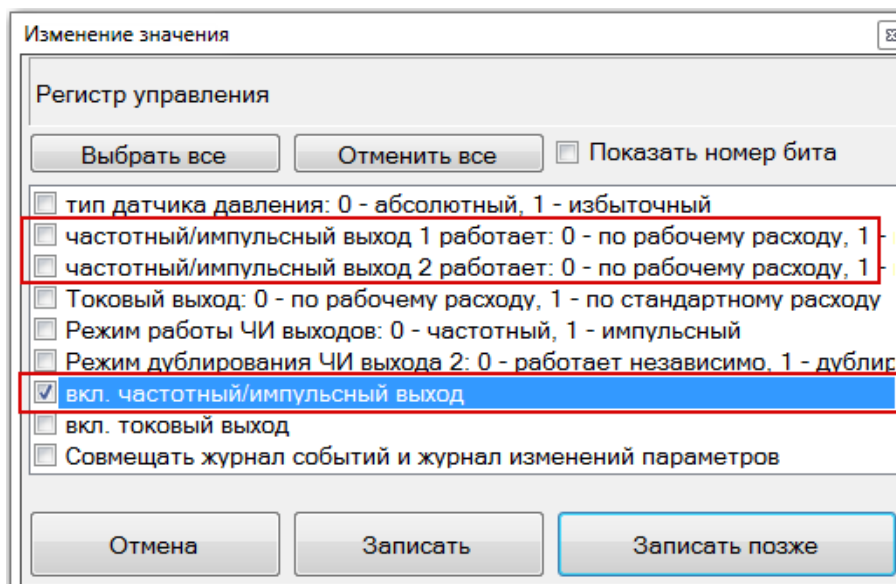 Изменение значения
Регистр управления
Выбрать все Отменить все Показать номер бита
тип датчика давления: 0 - абсолютный, 1 - избыточный
частотный/импульсный выход 1 работает: 0 - по рабочему расходу, 1 -
частотный/импульсный выход 2 работает: 0 - по рабочему расходу, 1 -
Токовый выход: 0 - по рабочему расходу, 1 - по стандартному расходу
Режим работы ЧИ выходов: 0 - частотный, 1 - импульсный
Режим дублирования ЧИ выхода 2: 0 - работает независимо, 1 - дублир
вкл. частотный/импульсный выход
вкл. токовый выход
Совмещать журнал событий и журнал изменений параметров
Отмена Записать Записать позже